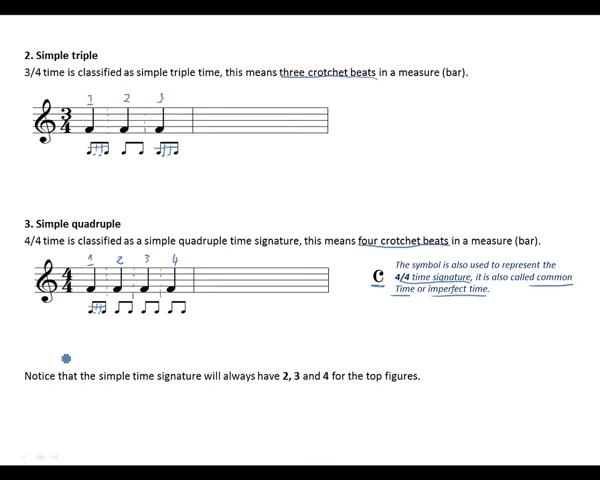 2. Simple triple
3/4 time is classified as simple triple time, this means three crotchet beats in a measure (bar).
1 2 3
3
4
3. Simple quadruple
4/4 time is classified as a simple quadruple time signature, this means four crotchet beats in a measure (bar).
1 2 3 4
4
4
C
The symbol is also used to represent the
4/4 time signature, it is also called common
Time or imperfect time.
Notice that the simple time signature will always have 2, 3 and 4 for the top figures.